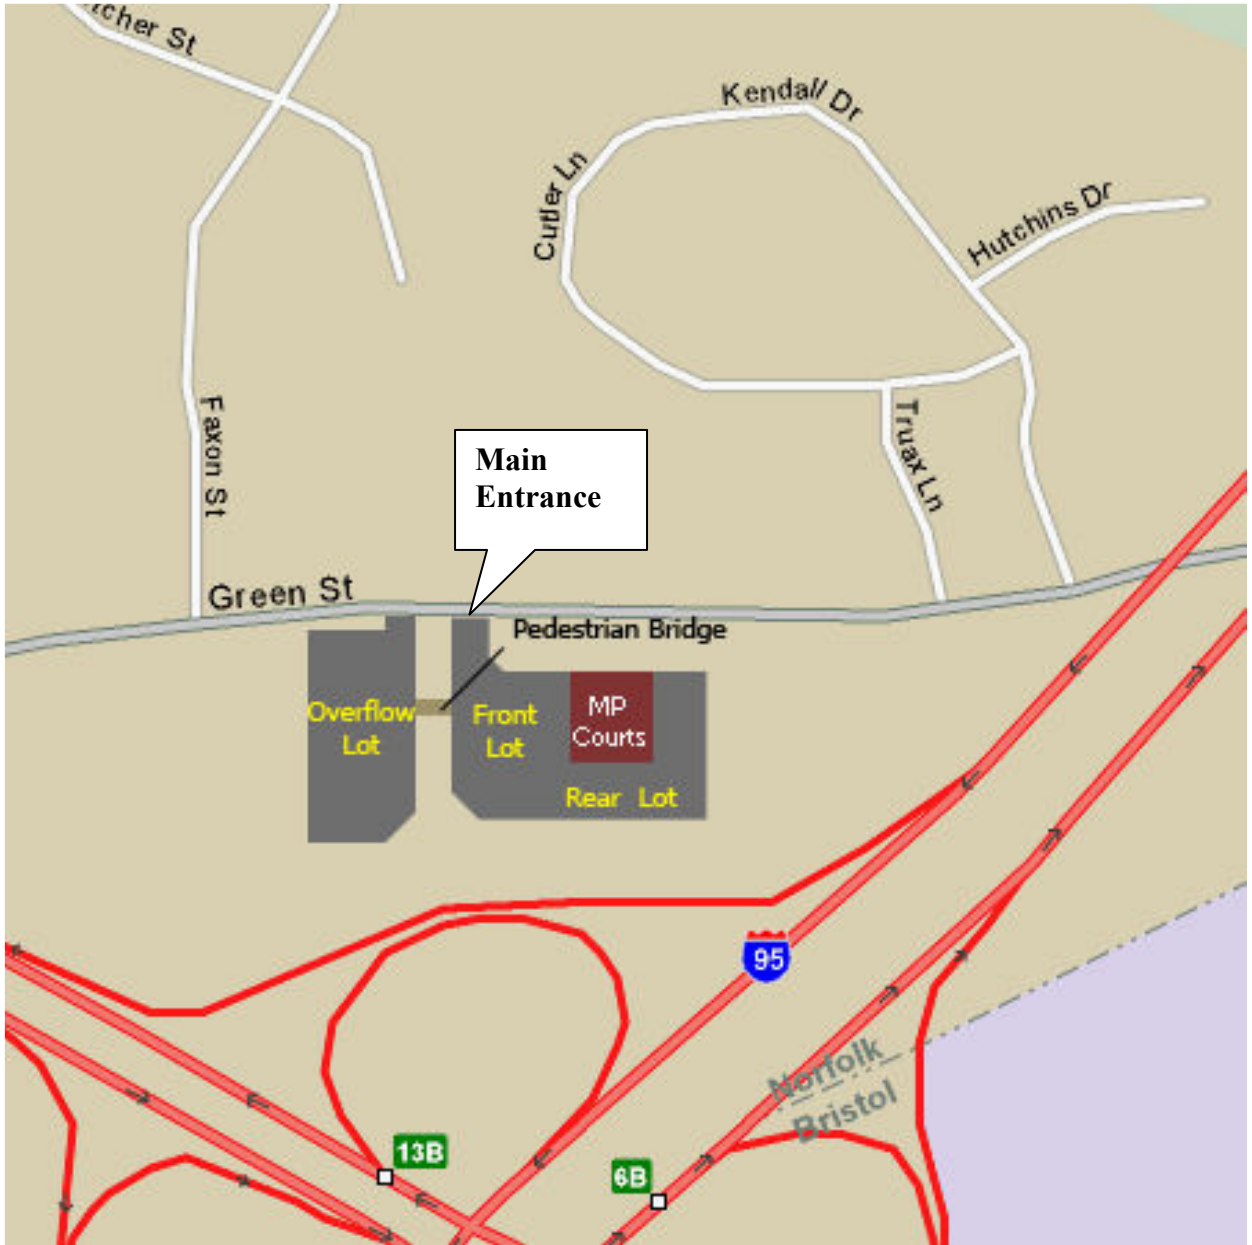 tcher St
Kendall Dr
Cutler Ln
Hutchins Dr
Faxon St
Truax Ln
Main
Entrance
Green St
Pedestrian Bridge
Overflow
Lot
Front
Lot
MP
Courts
Rear Lot
95
Norfolk
Bristol
13B
6B